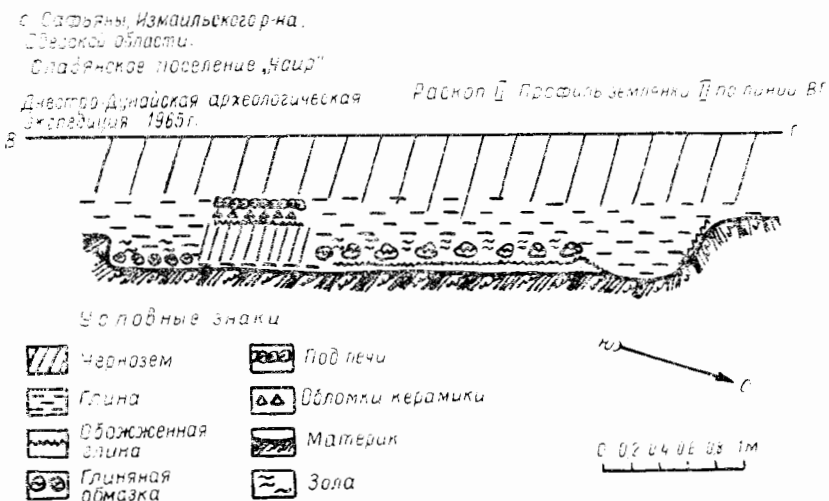 с. Сафьяны, Измаильского р-на.
Одесской области.
Славянское поселение „Чаир"
Днестро-Дунайская археологическая
экспедиция 1965г.
Раскоп II Профиль землянки II по линии ВГ
В
Г
Условные знаки
Чернозем
Под печи
Глина
Обломки керамики
Обожженная
глина
Материк
Глиняная
обмазка
Зола
Ю
С
0 0,2 0,4 0,6 0,8 1м